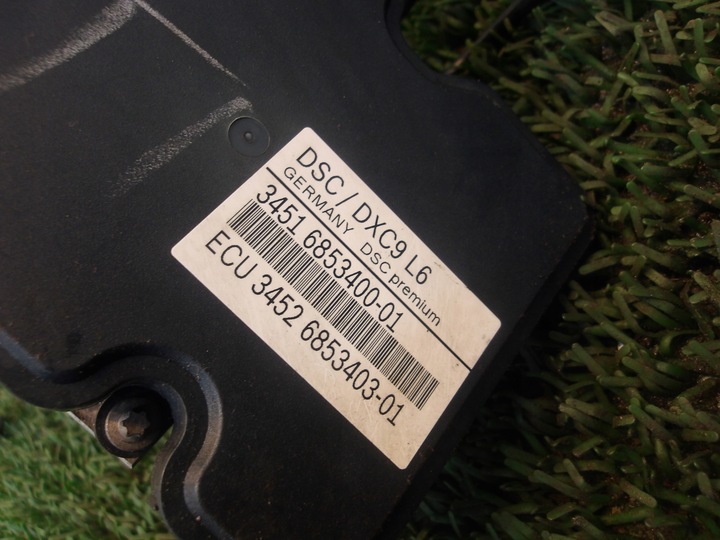 DSC / DXC9 L6
GERMANY DSC premium
3451 6853400-01
ECU 3452 6853403-01